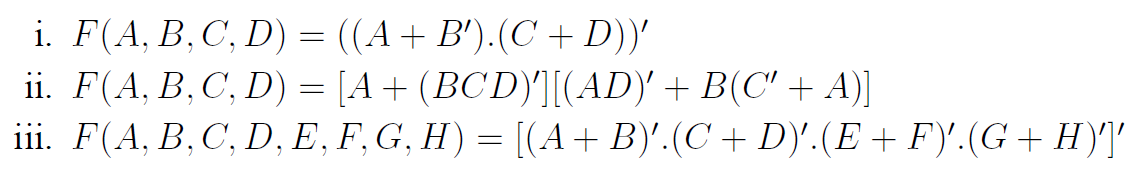 i. F(A, B, C, D) = ((A + B′).(C + D))′
ii. F(A, B, C, D) = [A + (BCD)′][(AD)′ + B(C′ + A)]
iii. F(A, B, C, D, E, F, G, H) = [(A + B)′.(C + D)′.(E + F)′.(G + H)′]′